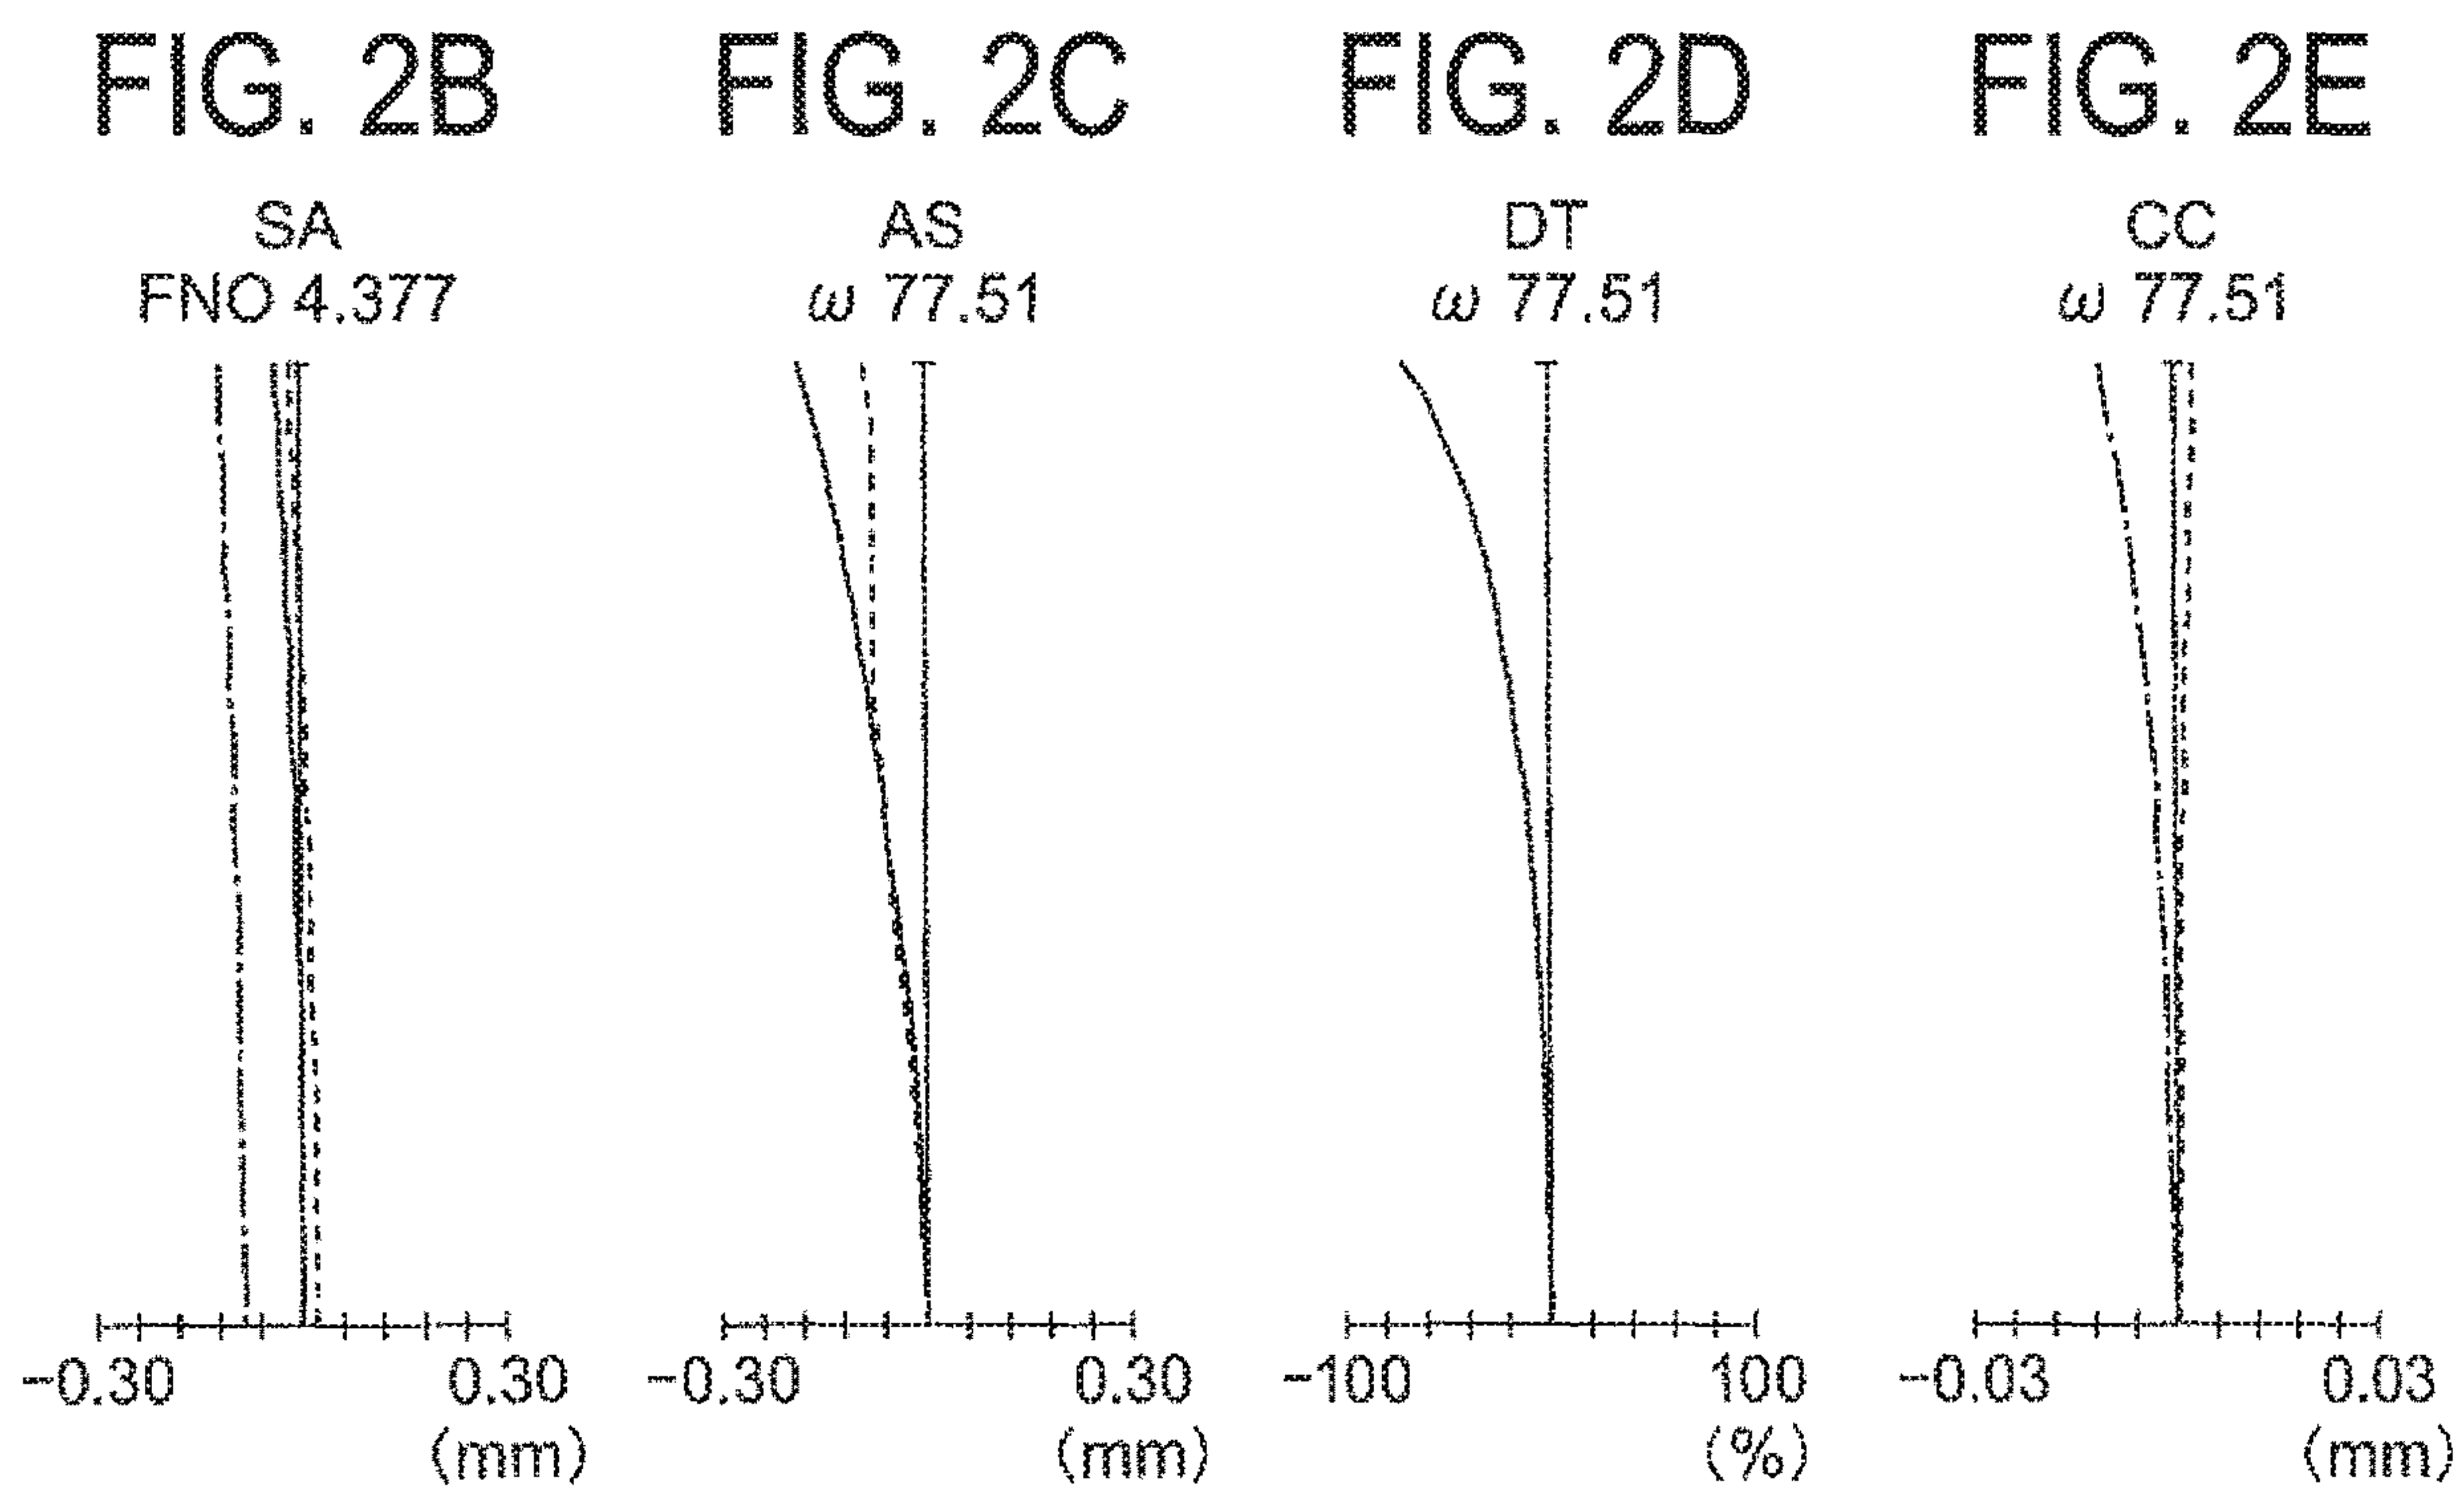 FIG. 2B FIG. 2C FIG. 2D FIG. 2E
SA AS DT CC
FNO 4.377 ω 77.51 ω 77.51 ω 77.51
−0.30 0.30 −0.30 0.30 −100 100 −0.03 0.03
(mm) (mm) (%) (mm)